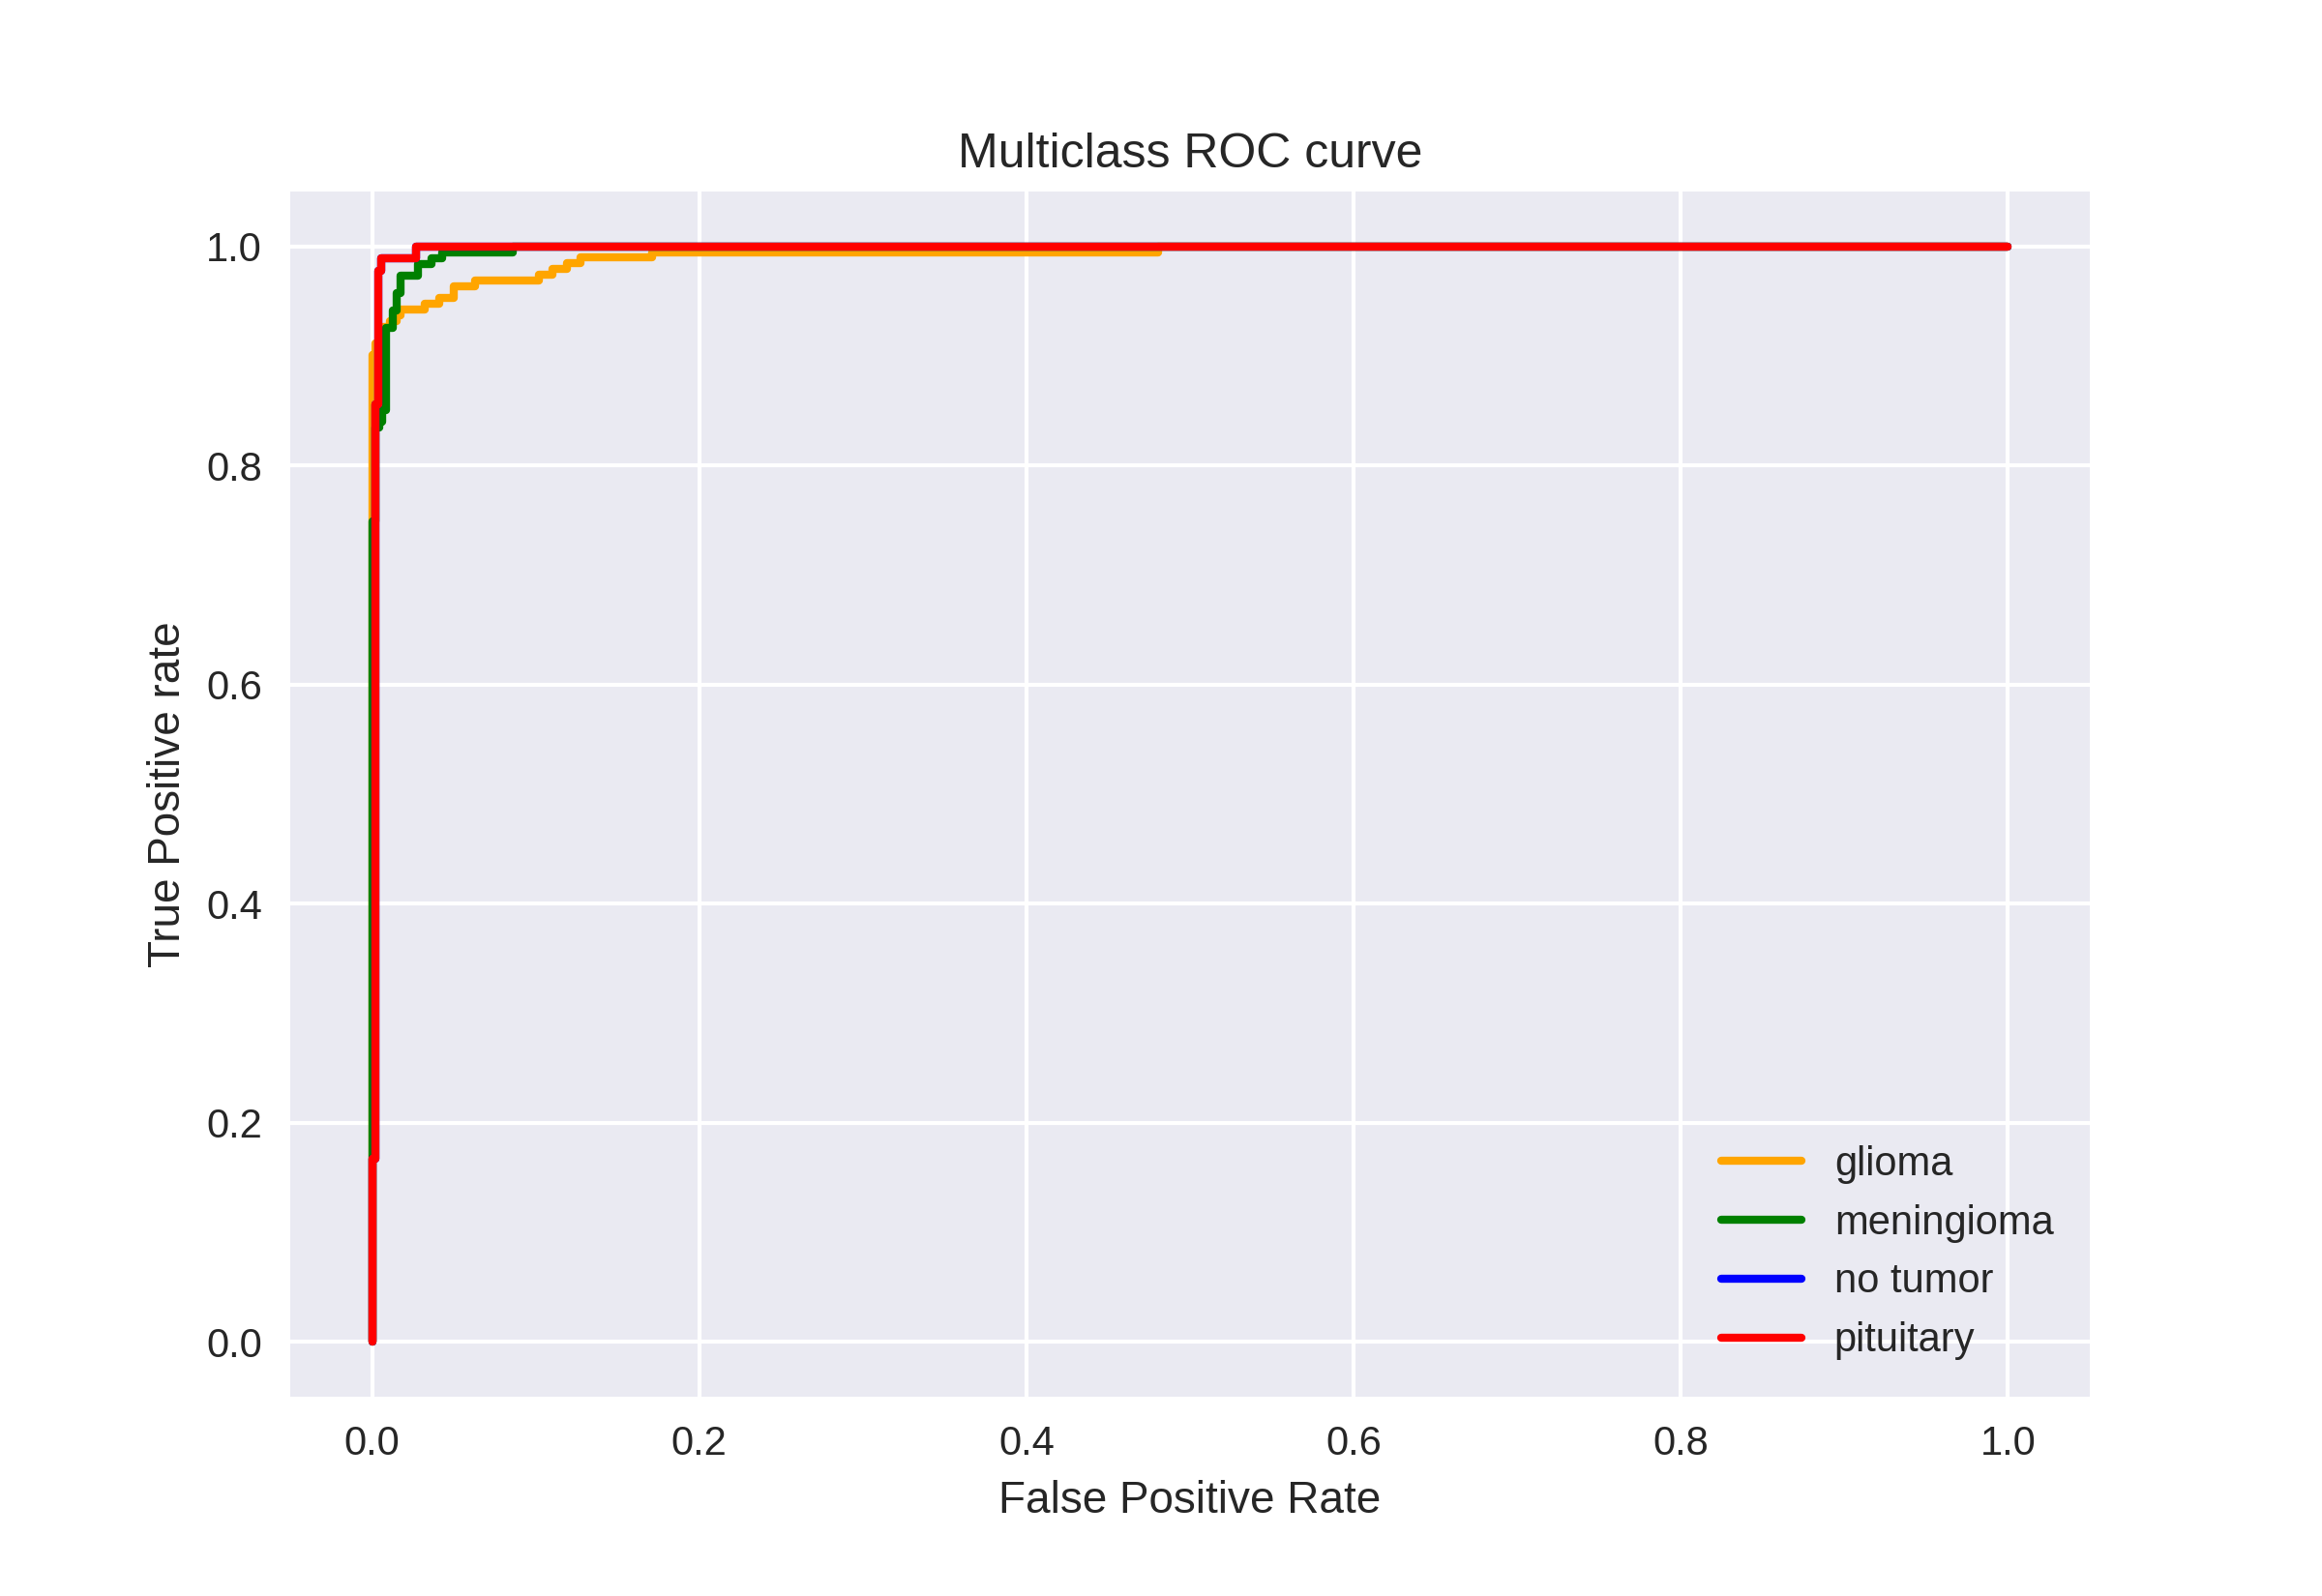 Multiclass ROC curve
1.0
0.8
0.6
0.4
0.2
0.0
True Positive rate
glioma
meningioma
no tumor
pituitary
0.0 0.2 0.4 0.6 0.8 1.0
False Positive Rate